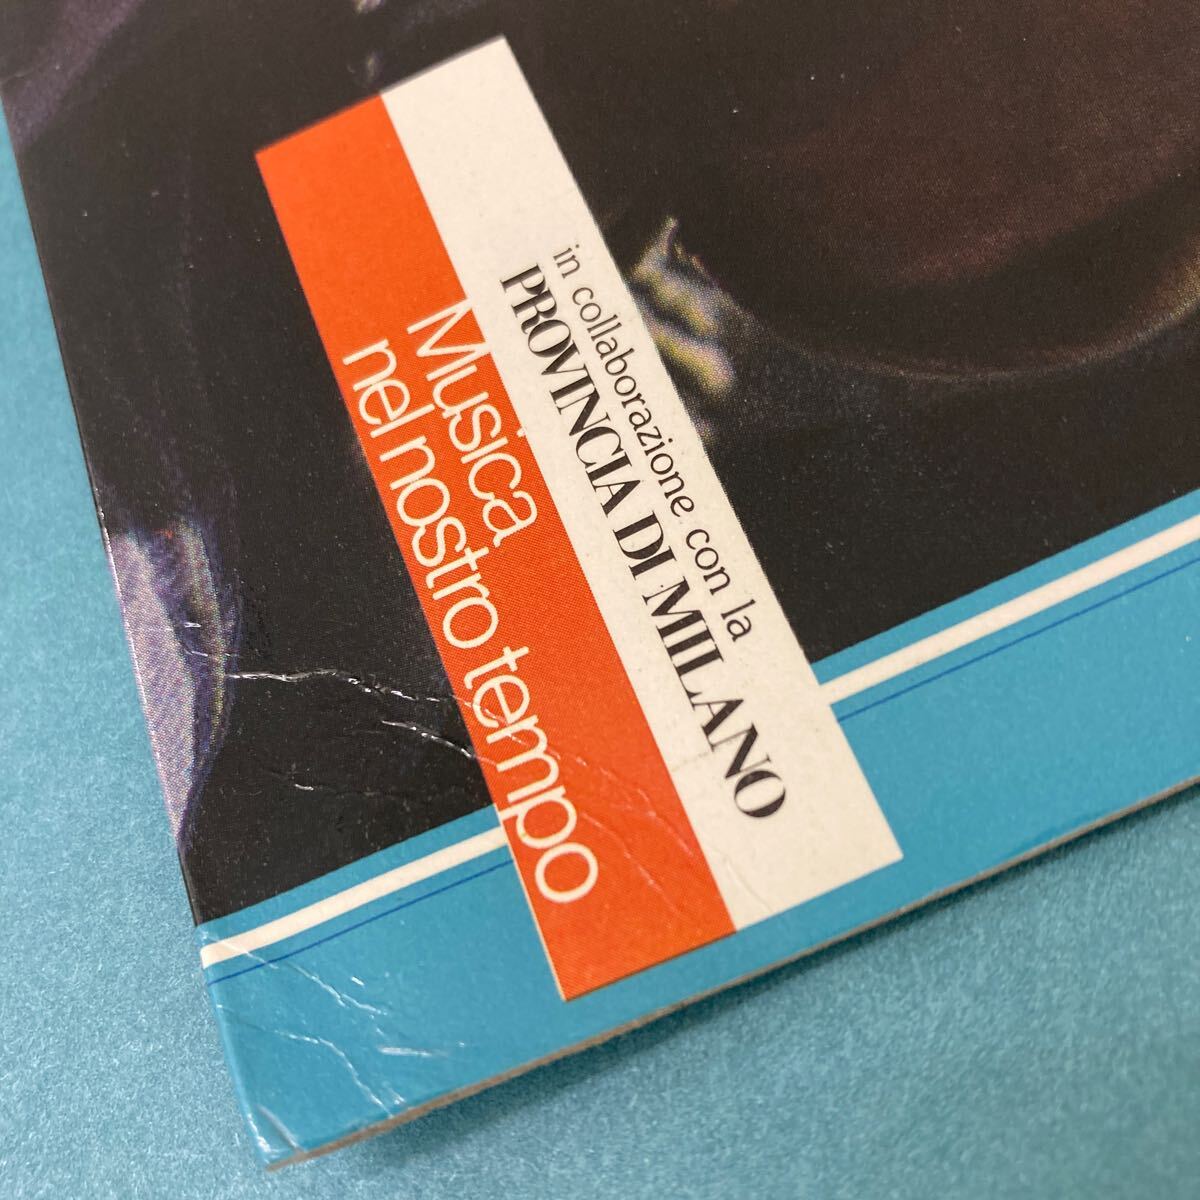 in collaborazione con la
PROVINCIA DI MILANO
Musica
nel nostro tempo